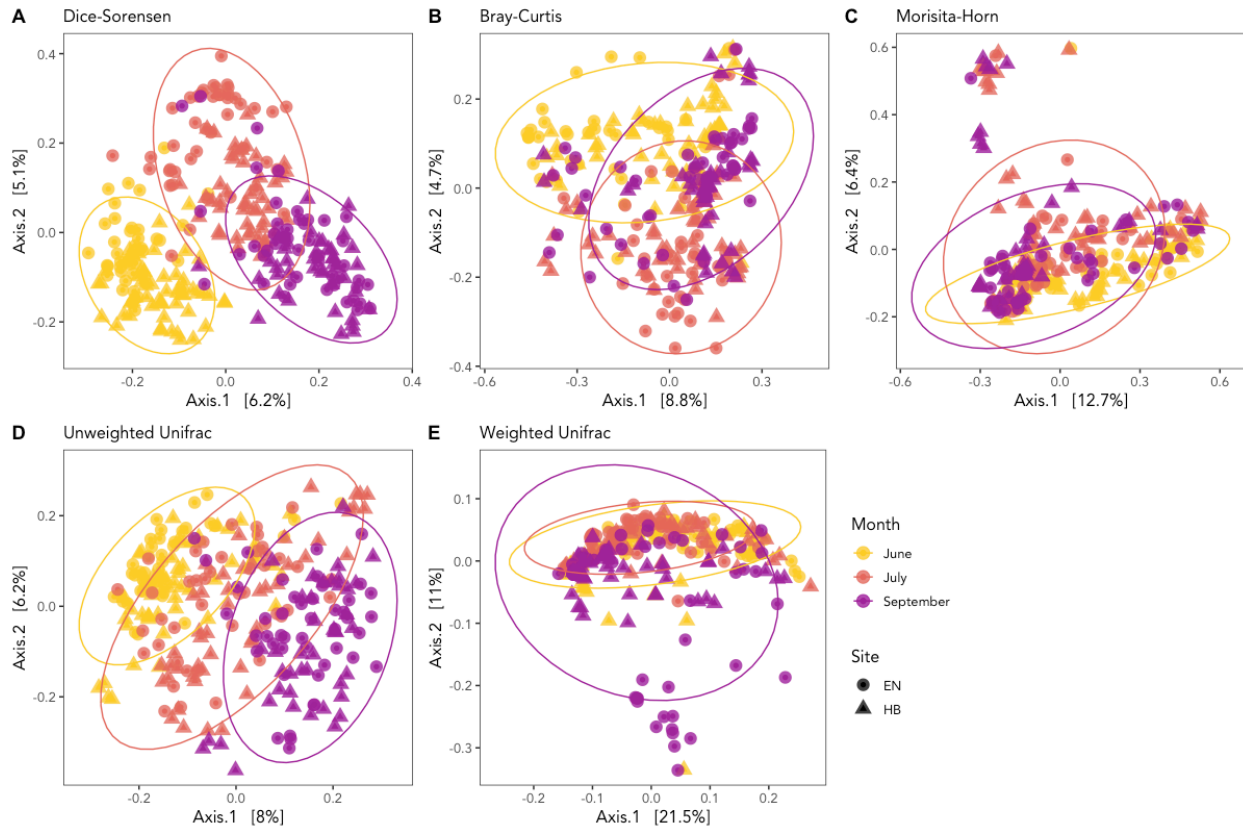 A Dice-Sorensen
0.4
0.2
0.0
-0.2
Axis.2 [5.1%]
-0.2 0.0 0.2 0.4
Axis.1 [6.2%]
B Bray-Curtis
0.2
0.0
-0.2
-0.4
Axis.2 [4.7%]
-0.6 -0.3 0.0 0.3
Axis.1 [8.8%]
C Morisita-Horn
0.6
0.4
0.2
0.0
-0.2
Axis.2 [6.4%]
-0.6 -0.3 0.0 0.3 0.6
Axis.1 [12.7%]
D Unweighted Unifrac
0.2
0.0
-0.2
Axis.2 [6.2%]
-0.2 0.0 0.2
Axis.1 [8%]
E Weighted Unifrac
0.1
0.0
-0.1
-0.2
-0.3
Axis.2 [11%]
-0.2 -0.1 0.0 0.1 0.2
Axis.1 [21.5%]
Month
June
July
September
Site
EN
HB